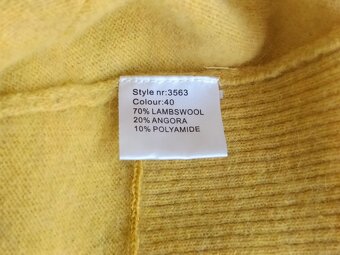 Style nr:3563
Colour:40
70% LAMBSWOOL
20% ANGORA
10% POLYAMIDE